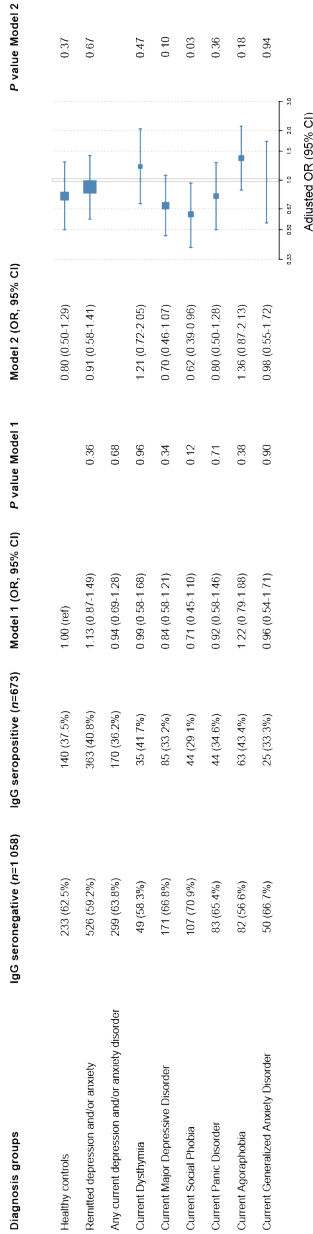 Diagnosis groups IgG seronegative (n=1 058) IgG seropositive (n=673) Model 1 (OR, 95% CI) P value Model 1 Model 2 (OR, 95% CI) P value Model 2
Healthy controls 233 (62.5%) 140 (37.5%) 1.00 (ref) 0.80 (0.50-1.29) 0.37
Remitted depression and/or anxiety 526 (59.2%) 363 (40.8%) 1.13 (0.87-1.49) 0.36 0.91 (0.58-1.41) 0.67
Any current depression and/or anxiety disorder 299 (63.8%) 170 (36.2%) 0.94 (0.69-1.28) 0.68
Current Dysthymia 49 (58.3%) 35 (41.7%) 0.99 (0.58-1.68) 0.96 1.21 (0.72-2.05) 0.47
Current Major Depressive Disorder 171 (66.8%) 85 (33.2%) 0.84 (0.58-1.21) 0.34 0.70 (0.46-1.07) 0.10
Current Social Phobia 107 (70.9%) 44 (29.1%) 0.71 (0.45-1.10) 0.12 0.62 (0.39-0.96) 0.03
Current Panic Disorder 83 (65.4%) 44 (34.6%) 0.92 (0.58-1.46) 0.71 0.80 (0.50-1.28) 0.36
Current Agoraphobia 82 (56.6%) 63 (43.4%) 1.22 (0.79-1.88) 0.38 1.36 (0.87-2.13) 0.18
Current Generalized Anxiety Disorder 50 (66.7%) 25 (33.3%) 0.96 (0.54-1.71) 0.90 0.98 (0.55-1.72) 0.94
0.33 0.50 0.67 1.0 1.5 2.0 3.0
Adjusted OR (95% CI)